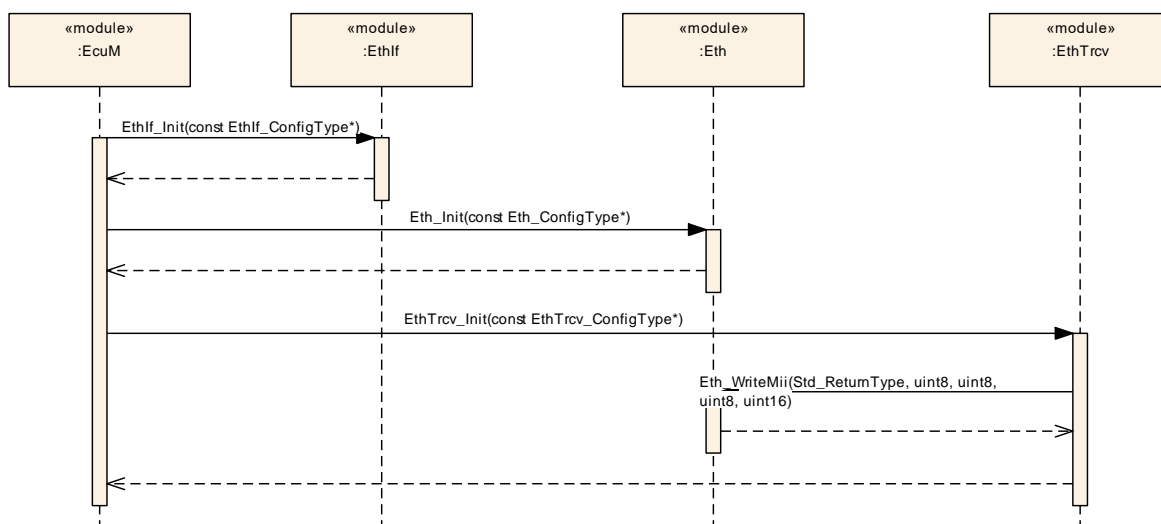 «module»
:EcuM
«module»
:EthIf
«module»
:Eth
«module»
:EthTrcv
EthIf_Init(const EthIf_ConfigType*)
Eth_Init(const Eth_ConfigType*)
EthTrcv_Init(const EthTrcv_ConfigType*)
Eth_WriteMii(Std_ReturnType, uint8, uint8,
uint8, uint16)